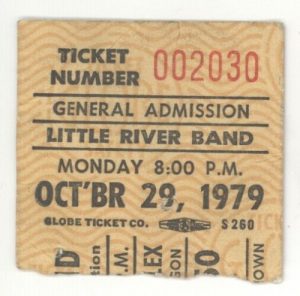 TICKET
NUMBER 002030
GENERAL ADMISSION
LITTLE RIVER BAND
MONDAY 8:00 P.M.
OCT'BR 29, 1979
GLOBE TICKET CO. S 260